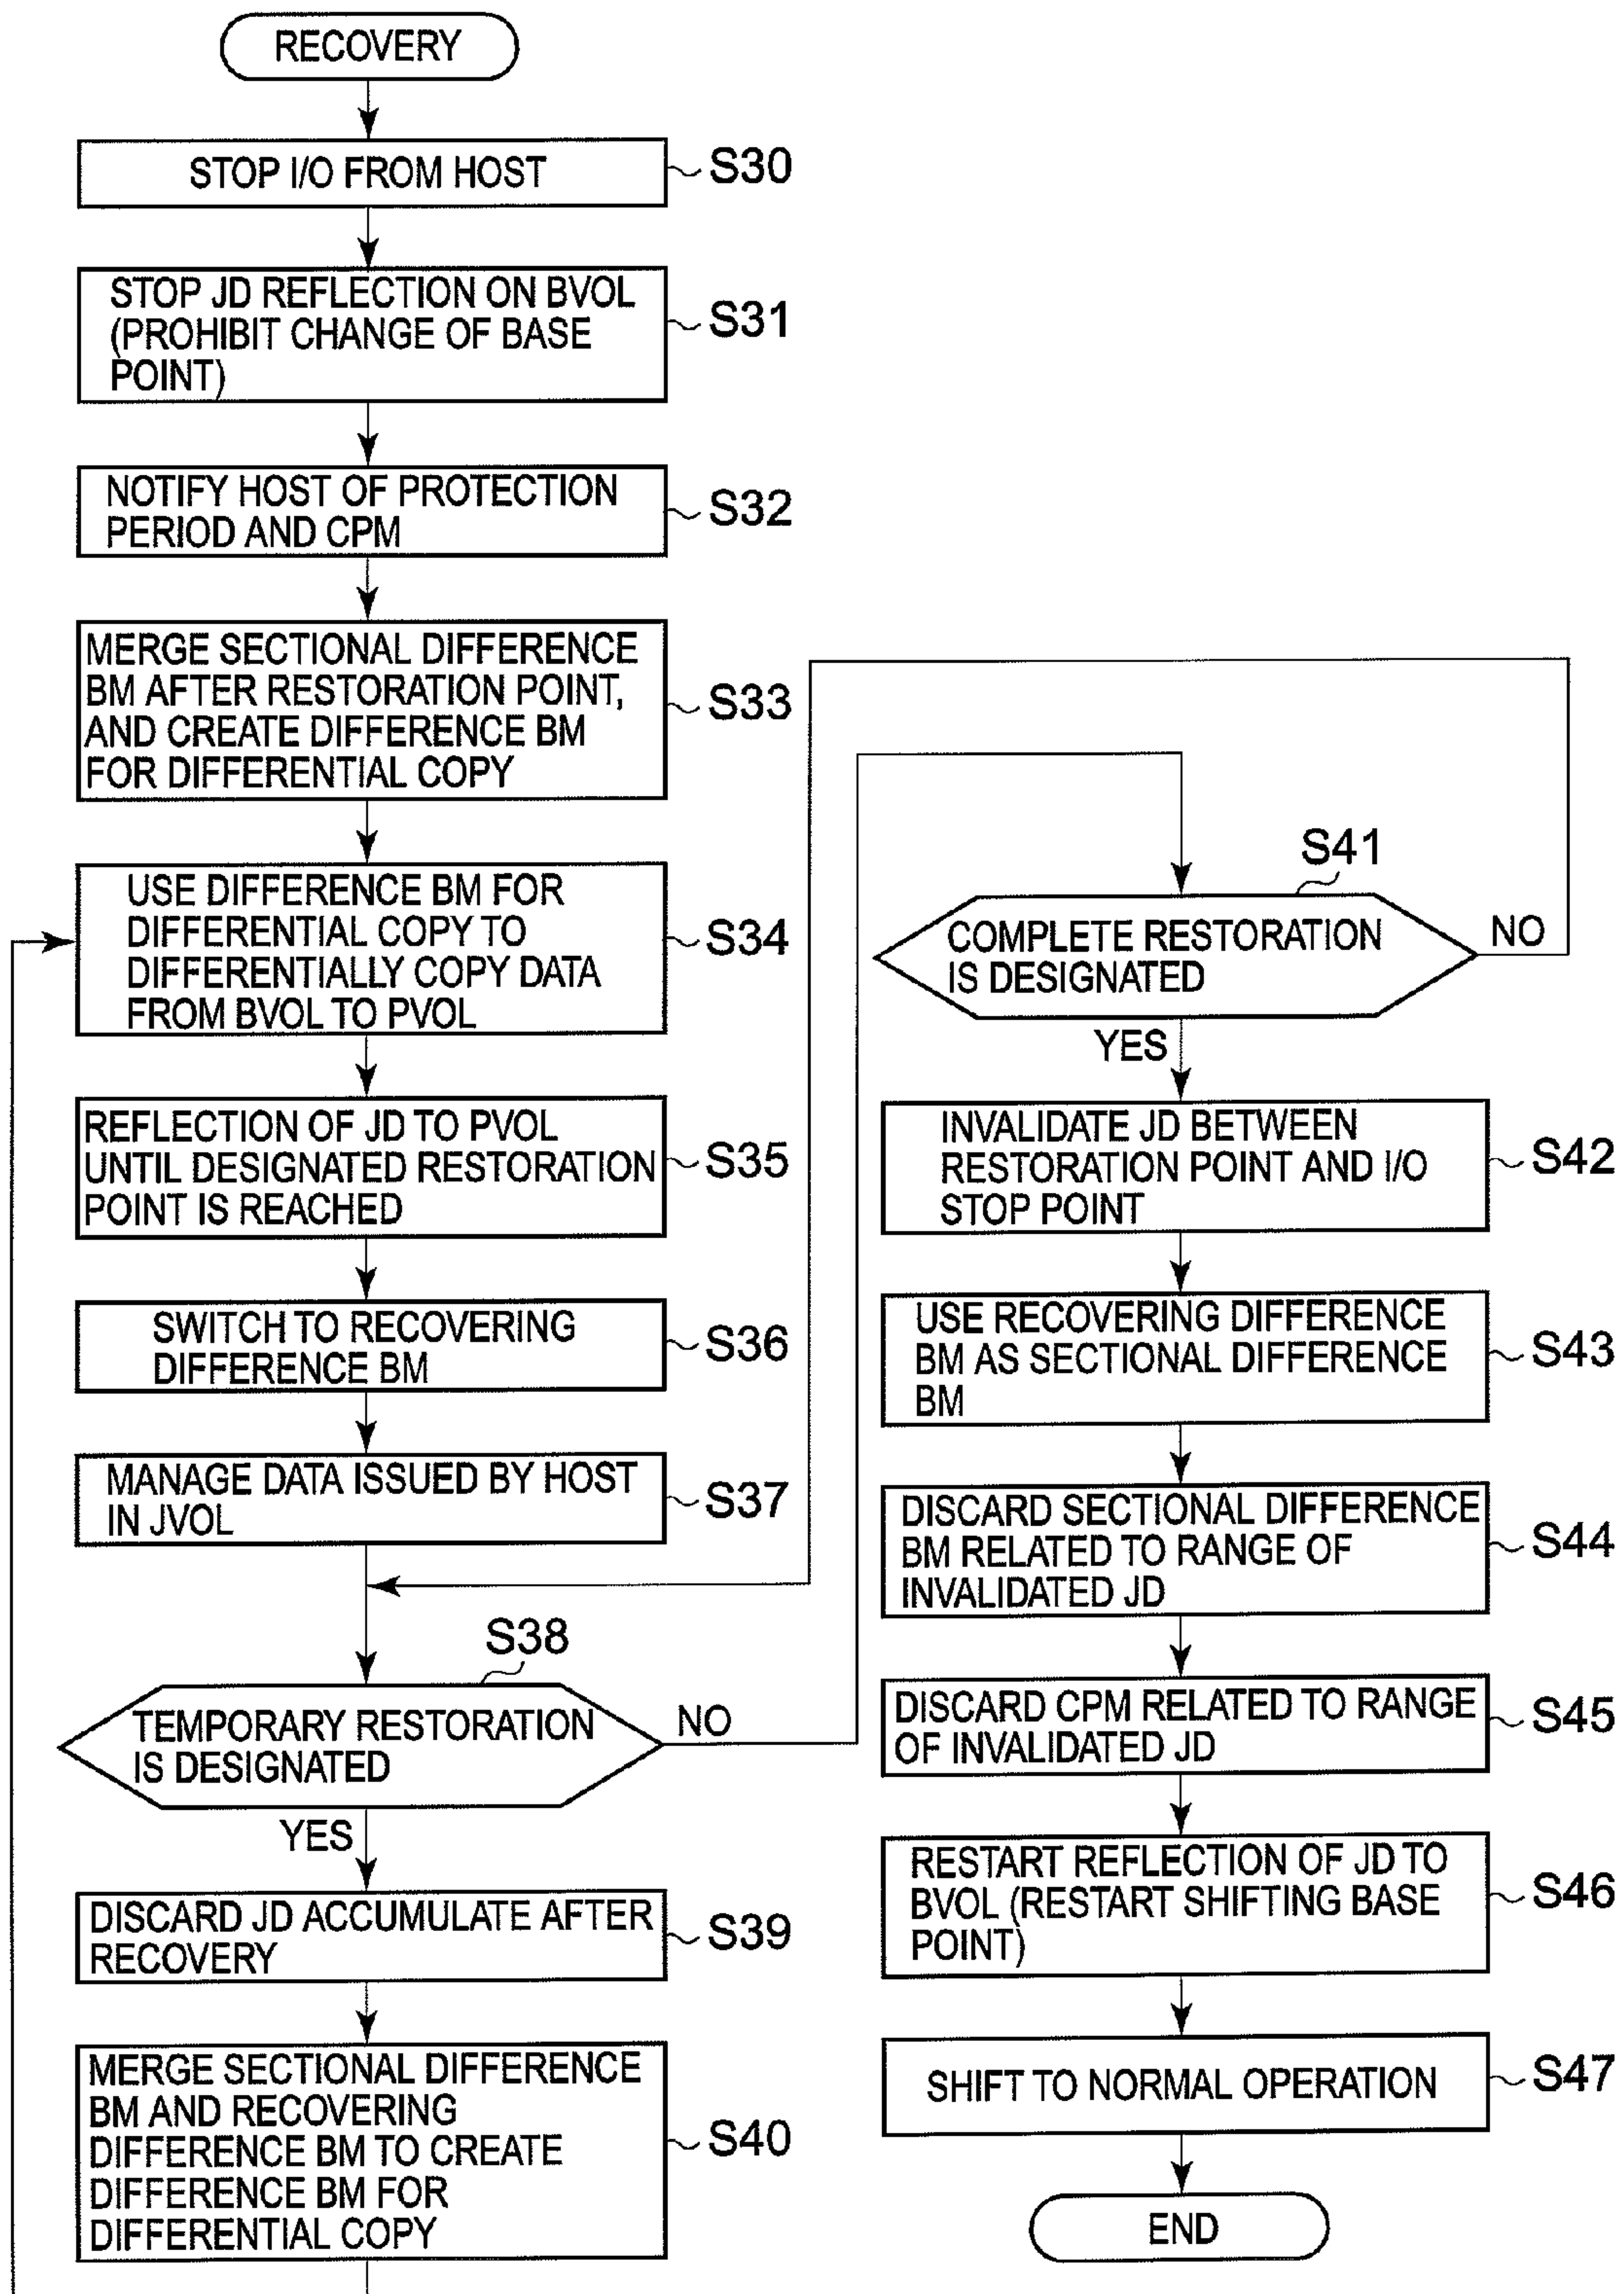 RECOVERY
STOP I/O FROM HOST
S30
STOP JD REFLECTION ON BVOL
(PROHIBIT CHANGE OF BASE
POINT)
S31
NOTIFY HOST OF PROTECTION
PERIOD AND CPM
S32
MERGE SECTIONAL DIFFERENCE
BM AFTER RESTORATION POINT,
AND CREATE DIFFERENCE BM
FOR DIFFERENTIAL COPY
S33
USE DIFFERENCE BM FOR
DIFFERENTIAL COPY TO
DIFFERENTIALLY COPY DATA
FROM BVOL TO PVOL
S34
REFLECTION OF JD TO PVOL
UNTIL DESIGNATED RESTORATION
POINT IS REACHED
S35
SWITCH TO RECOVERING
DIFFERENCE BM
S36
MANAGE DATA ISSUED BY HOST
IN JVOL
S37
S38
TEMPORARY RESTORATION
IS DESIGNATED
NO
YES
DISCARD JD ACCUMULATE AFTER
RECOVERY
S39
MERGE SECTIONAL DIFFERENCE
BM AND RECOVERING
DIFFERENCE BM TO CREATE
DIFFERENCE BM FOR
DIFFERENTIAL COPY
S40
S41
COMPLETE RESTORATION
IS DESIGNATED
NO
YES
INVALIDATE JD BETWEEN
RESTORATION POINT AND I/O
STOP POINT
S42
USE RECOVERING DIFFERENCE
BM AS SECTIONAL DIFFERENCE
BM
S43
DISCARD SECTIONAL DIFFERENCE
BM RELATED TO RANGE OF
INVALIDATED JD
S44
DISCARD CPM RELATED TO RANGE
OF INVALIDATED JD
S45
RESTART REFLECTION OF JD TO
BVOL (RESTART SHIFTING BASE
POINT)
S46
SHIFT TO NORMAL OPERATION
S47
END